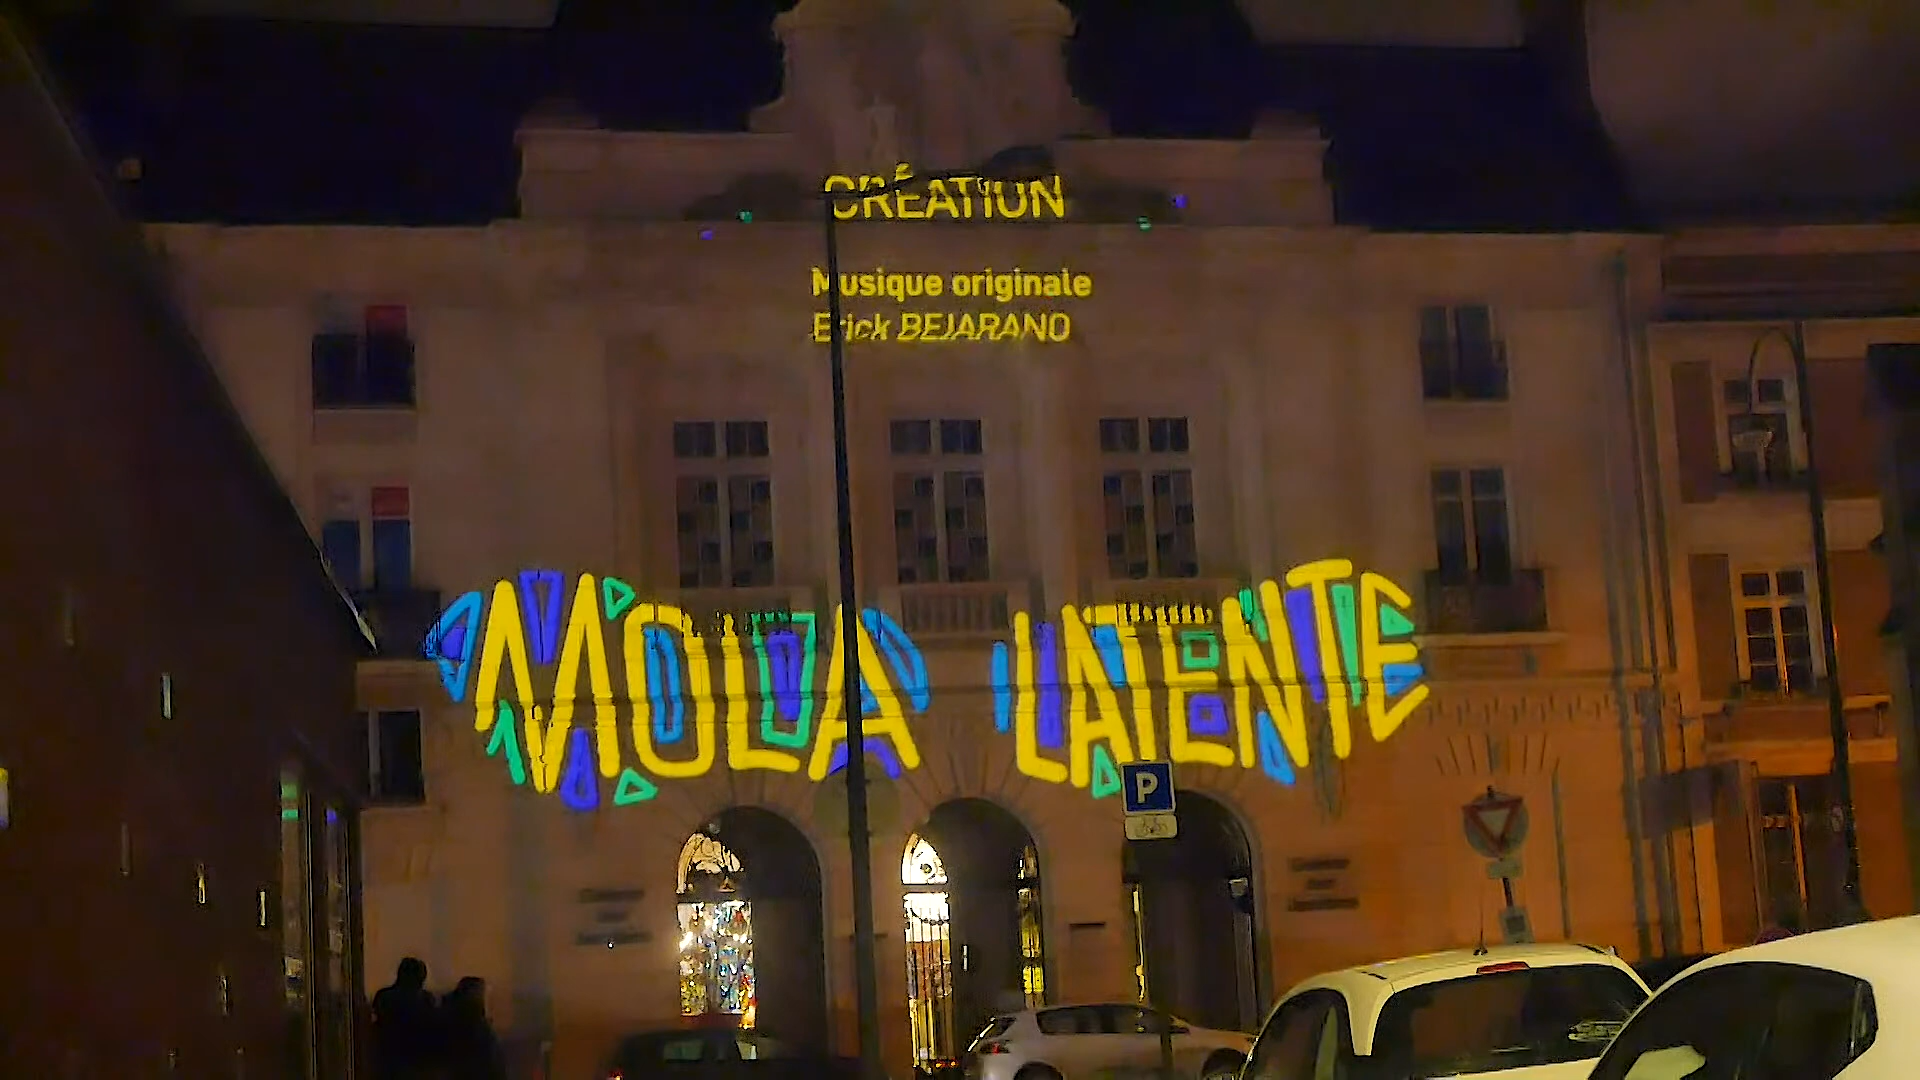 CRÉATION
Musique originale
Erick BEJARANO
MOLA LATENTE
P